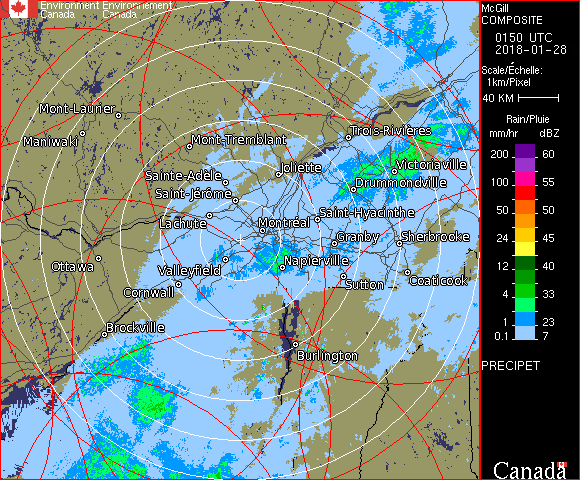 Environment Environnement
Canada Canada
McGill
COMPOSITE
0150 UTC
2018-01-28
Scale/Échelle:
1km/Pixel
40 KM
Rain/Pluie
mm/hr dBZ
200 60
100 55
50 50
24 45
12 40
4 33
1 23
0.1 7
PRECIPET
Canada
Mont-Laurier
Maniwaki
Mont-Tremblant
Trois-Rivières
Joliette
Victoriaville
Sainte-Adèle
Drummondville
Saint-Jérôme
Lachute
Saint-Hyacinthe
Montréal
Granby
Sherbrooke
Ottawa
Valleyfield
Napierville
Sutton
Coaticook
Cornwall
Brockville
Burlington